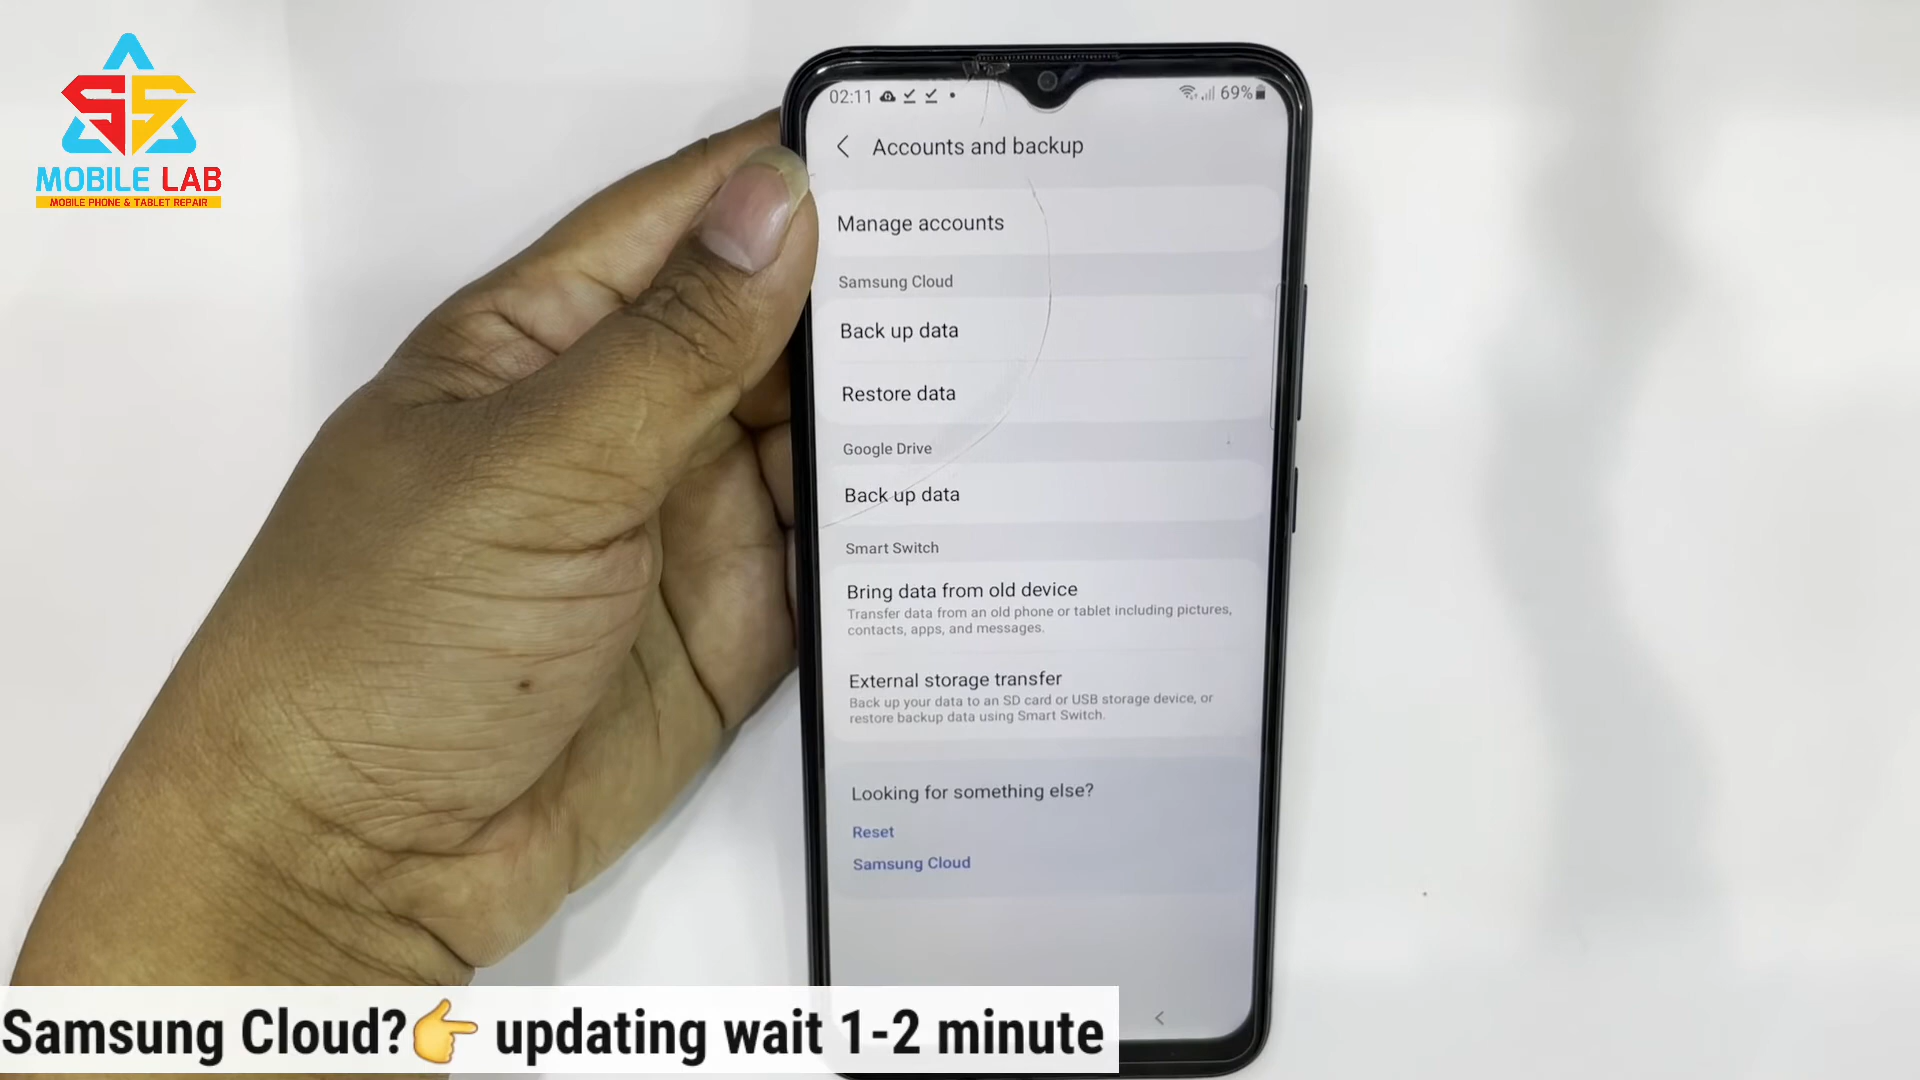 SS
MOBILE LAB
MOBILE PHONE & TABLET REPAIR
02:11
69%
Accounts and backup
Manage accounts
Samsung Cloud
Back up data
Restore data
Google Drive
Back up data
Smart Switch
Bring data from old device
Transfer data from an old phone or tablet including pictures,
contacts, apps, and messages.
External storage transfer
Back up your data to an SD card or USB storage device, or
restore backup data using Smart Switch.
Looking for something else?
Reset
Samsung Cloud
Samsung Cloud?👉 updating wait 1-2 minute